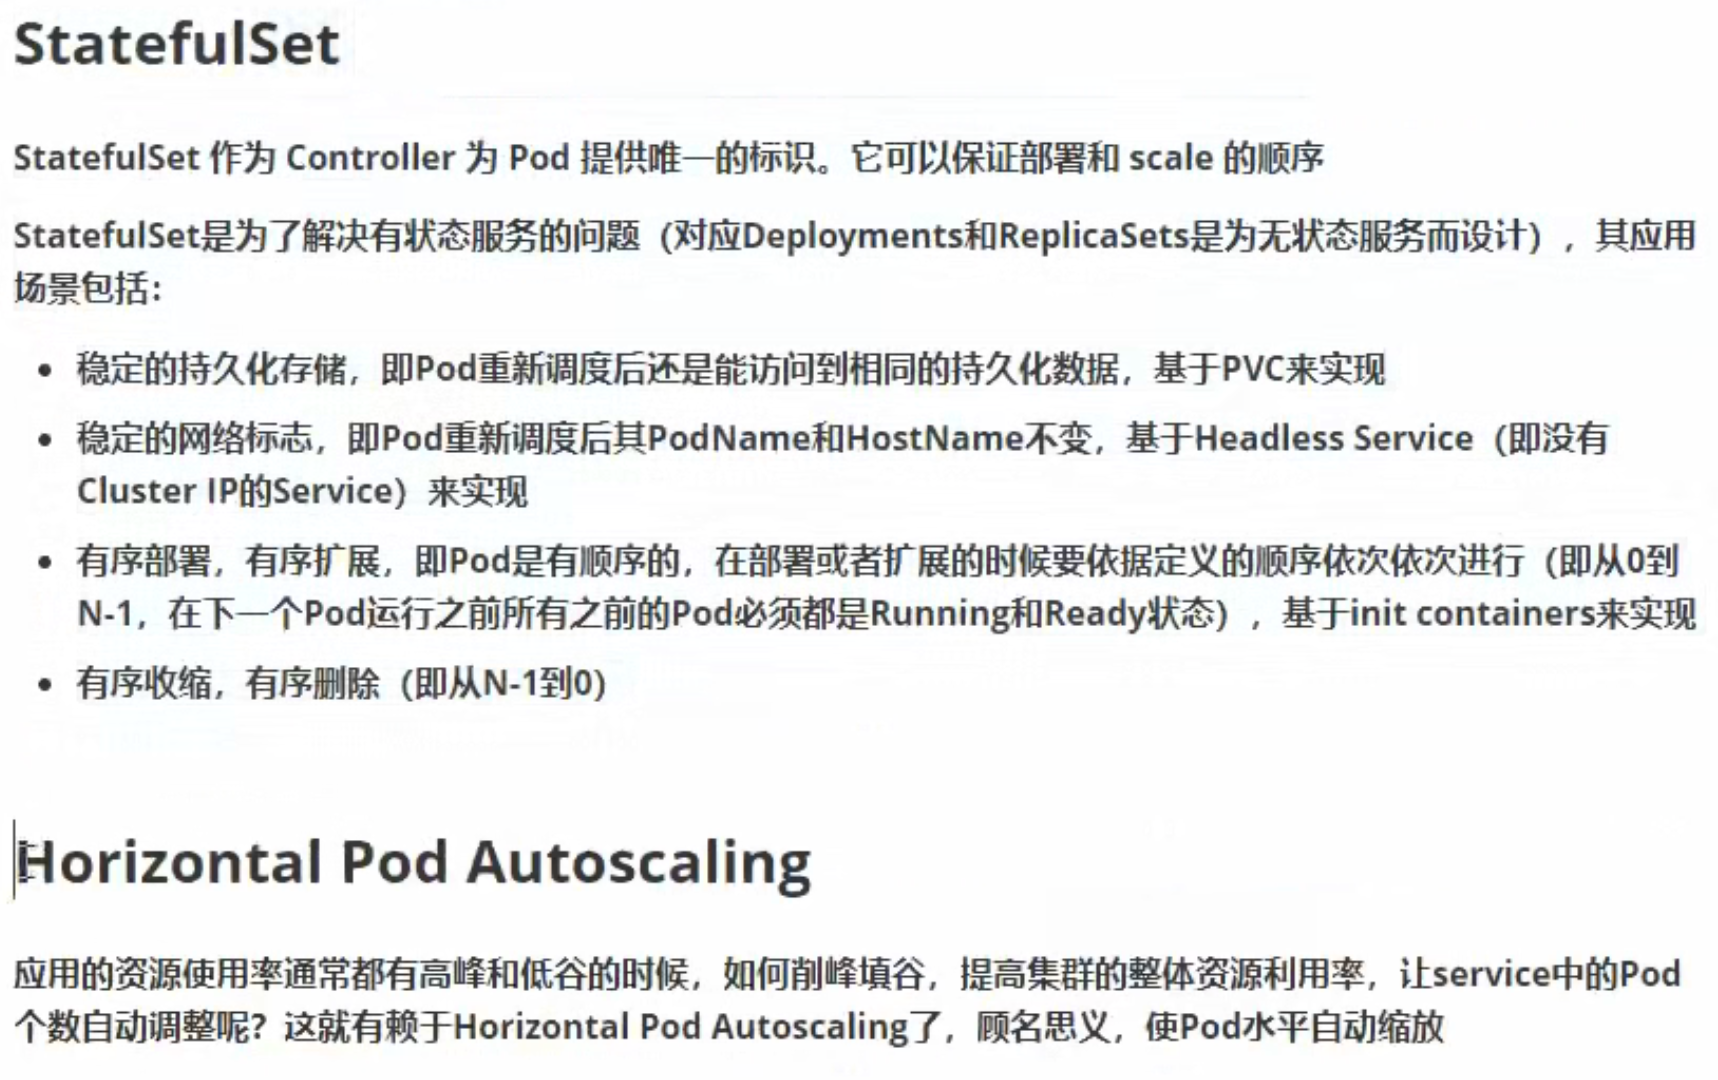 StatefulSet
StatefulSet 作为 Controller 为 Pod 提供唯一的标识。它可以保证部署和 scale 的顺序
StatefulSet是为了解决有状态服务的问题（对应Deployments和ReplicaSets是为无状态服务而设计），其应用
场景包括：
• 稳定的持久化存储，即Pod重新调度后还是能访问到相同的持久化数据，基于PVC来实现
• 稳定的网络标志，即Pod重新调度后其PodName和HostName不变，基于Headless Service（即没有
Cluster IP的Service）来实现
• 有序部署，有序扩展，即Pod是有顺序的，在部署或者扩展的时候要依据定义的顺序依次依次进行（即从0到
N-1，在下一个Pod运行之前所有之前的Pod必须都是Running和Ready状态），基于init containers来实现
• 有序收缩，有序删除（即从N-1到0）
Horizontal Pod Autoscaling
应用的资源使用率通常都有高峰和低谷的时候，如何削峰填谷，提高集群的整体资源利用率，让service中的Pod
个数自动调整呢？这就有赖于Horizontal Pod Autoscaling了，顾名思义，使Pod水平自动缩放